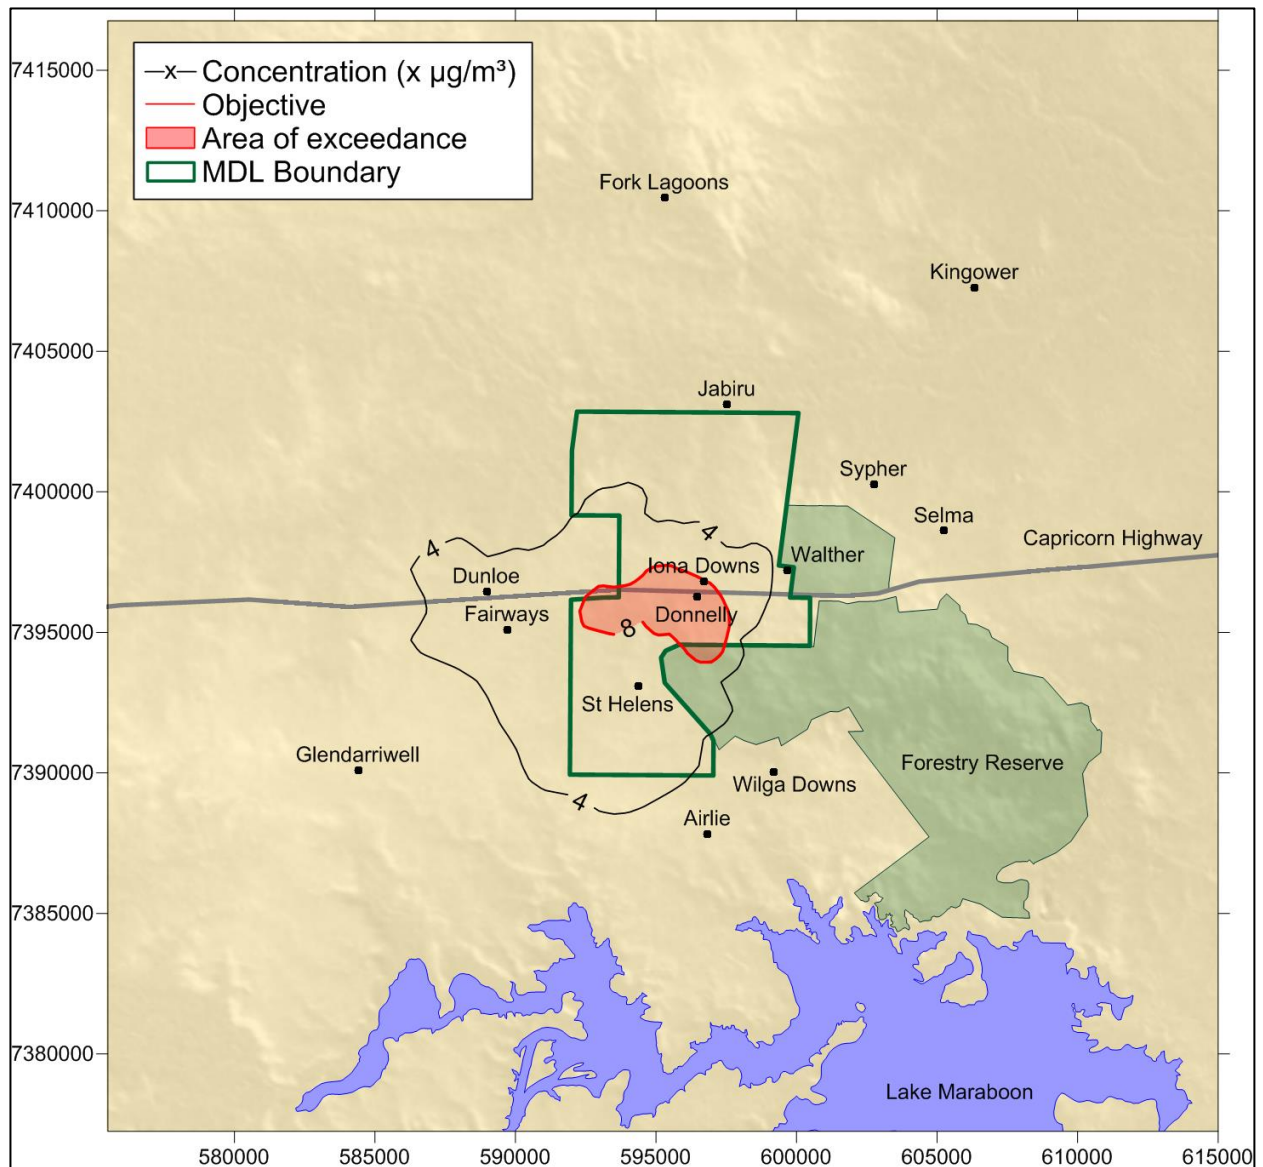 —x— Concentration (x µg/m³)
Objective
Area of exceedance
MDL Boundary
7415000
Fork Lagoons
7410000
Kingower
7405000
Jabiru
Sypher
7400000
Selma
4
Capricorn Highway
4
Walther
Iona Downs
Dunloe
Fairways
Donnelly
8
7395000
St Helens
Glendarriwell
Forestry Reserve
7390000
Wilga Downs
4
Airlie
7385000
7380000
Lake Maraboon
580000 585000 590000 595000 600000 605000 610000 615000